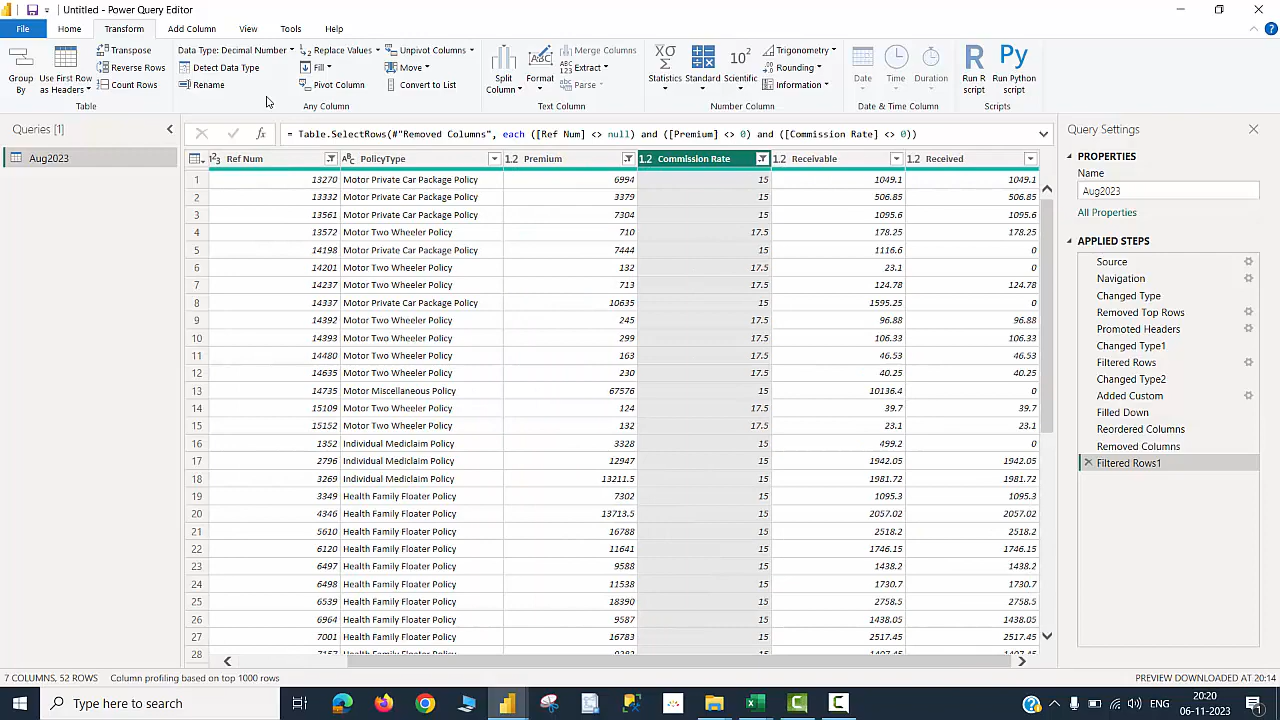 Untitled - Power Query Editor
File Home Transform Add Column View Tools Help
Group By
Use First Row as Headers
Transpose
Reverse Rows
Count Rows
Table
Data Type: Decimal Number
Detect Data Type
Rename
Replace Values
Fill
Pivot Column
Unpivot Columns
Move
Convert to List
Any Column
Split Column
Format
Merge Columns
Extract
Parse
Text Column
Statistics
Standard
Scientific
Trigonometry
Rounding
Information
Number Column
Date
Time
Duration
Date & Time Column
Run R script
Run Python script
Scripts
Queries [1]
Aug2023
= Table.SelectRows(#"Removed Columns", each ([Ref Num] <> null) and ([Premium] <> 0) and ([Commission Rate] <> 0))
Ref Num PolicyType Premium Commission Rate Receivable Received
1 13270 Motor Private Car Package Policy 6994 15 1049.1 1049.1
2 13332 Motor Private Car Package Policy 3379 15 506.85 506.85
3 13561 Motor Private Car Package Policy 7304 15 1095.6 1095.6
4 13572 Motor Two Wheeler Policy 710 17.5 178.25 178.25
5 14198 Motor Private Car Package Policy 7444 15 1116.6 0
6 14201 Motor Two Wheeler Policy 132 17.5 23.1 0
7 14237 Motor Two Wheeler Policy 713 17.5 124.78 124.78
8 14337 Motor Private Car Package Policy 10635 15 1595.25 0
9 14392 Motor Two Wheeler Policy 245 17.5 96.88 96.88
10 14393 Motor Two Wheeler Policy 299 17.5 106.33 106.33
11 14480 Motor Two Wheeler Policy 163 17.5 46.53 46.53
12 14635 Motor Two Wheeler Policy 230 17.5 40.25 40.25
13 14735 Motor Miscellaneous Policy 67576 15 10136.4 0
14 15109 Motor Two Wheeler Policy 124 17.5 39.7 39.7
15 15152 Motor Two Wheeler Policy 132 17.5 23.1 23.1
16 1352 Individual Mediclaim Policy 3328 15 499.2 0
17 2796 Individual Mediclaim Policy 12947 15 1942.05 1942.05
18 3269 Individual Mediclaim Policy 13211.5 15 1981.72 1981.72
19 3349 Health Family Floater Policy 7302 15 1095.3 1095.3
20 4346 Health Family Floater Policy 13713.5 15 2057.02 2057.02
21 5610 Health Family Floater Policy 16788 15 2518.2 2518.2
22 6120 Health Family Floater Policy 11641 15 1746.15 1746.15
23 6497 Health Family Floater Policy 9588 15 1438.2 1438.2
24 6498 Health Family Floater Policy 11538 15 1730.7 1730.7
25 6539 Health Family Floater Policy 18390 15 2758.5 2758.5
26 6964 Health Family Floater Policy 9587 15 1438.05 1438.05
27 7001 Health Family Floater Policy 16783 15 2517.45 2517.45
28
Query Settings
PROPERTIES
Name
Aug2023
All Properties
APPLIED STEPS
Source
Navigation
Changed Type
Removed Top Rows
Promoted Headers
Changed Type1
Filtered Rows
Changed Type2
Added Custom
Filled Down
Reordered Columns
Removed Columns
Filtered Rows1
7 COLUMNS, 52 ROWS Column profiling based on top 1000 rows
PREVIEW DOWNLOADED AT 20:14
Type here to search
ENG
20:20
06-11-2023